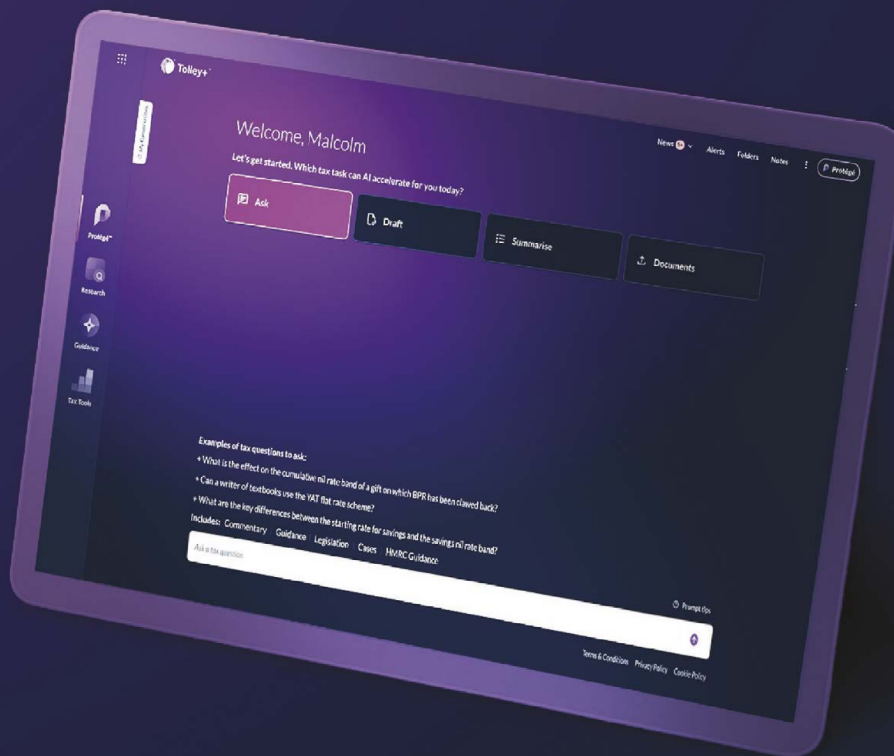 Tolley+™
News
Alerts
Folders
Notes
Protégé
Welcome, Malcolm
Let's get started. Which tax task can AI accelerate for you today?
Ask
Draft
Summarise
Documents
Protégé™
Research
Guidance
Tax Tools
Examples of tax questions to ask:
+ What is the effect on the cumulative nil rate band of a gift on which BPR has been clawed back?
+ Can a writer of textbooks use the VAT flat rate scheme?
+ What are the key differences between the starting rate for savings and the savings nil rate band?
Includes: Commentary | Guidance | Legislation | Cases | HMRC Guidance
Ask a tax question
Prompt tips
Terms & Conditions Privacy Policy Cookie Policy